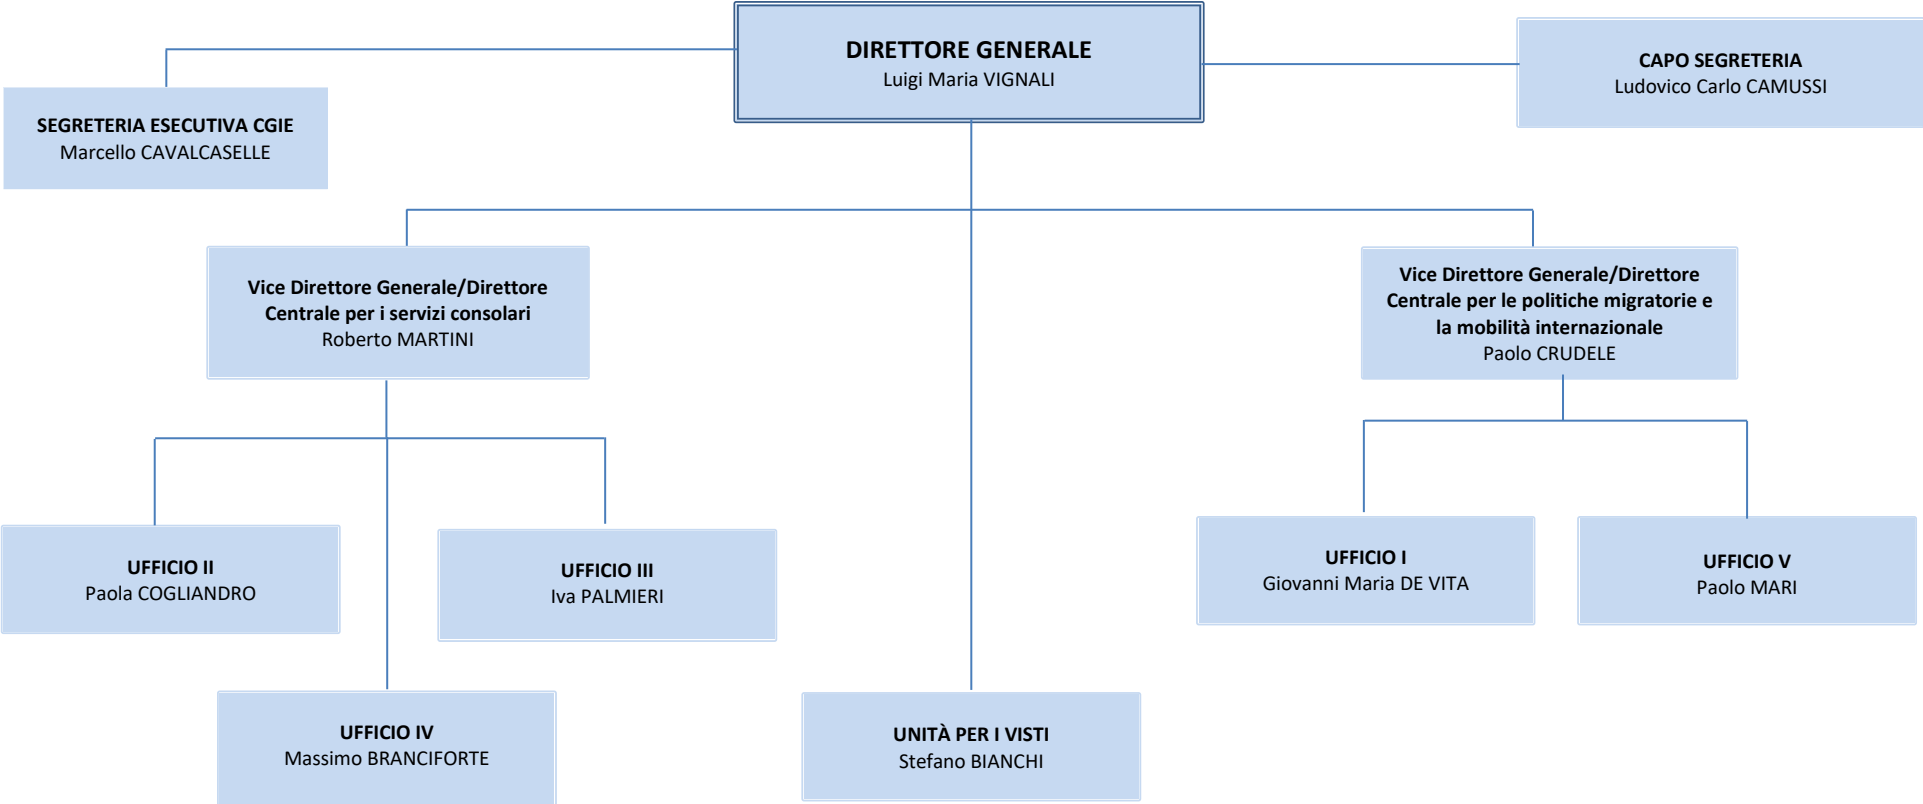 DIRETTORE GENERALE
Luigi Maria VIGNALI
CAPO SEGRETERIA
Ludovico Carlo CAMUSSI
SEGRETERIA ESECUTIVA CGIE
Marcello CAVALCASELLE
Vice Direttore Generale/Direttore
Centrale per i servizi consolari
Roberto MARTINI
Vice Direttore Generale/Direttore
Centrale per le politiche migratorie e
la mobilità internazionale
Paolo CRUDELE
UFFICIO II
Paola COGLIANDRO
UFFICIO III
Iva PALMIERI
UFFICIO I
Giovanni Maria DE VITA
UFFICIO V
Paolo MARI
UFFICIO IV
Massimo BRANCIFORTE
UNITÀ PER I VISTI
Stefano BIANCHI